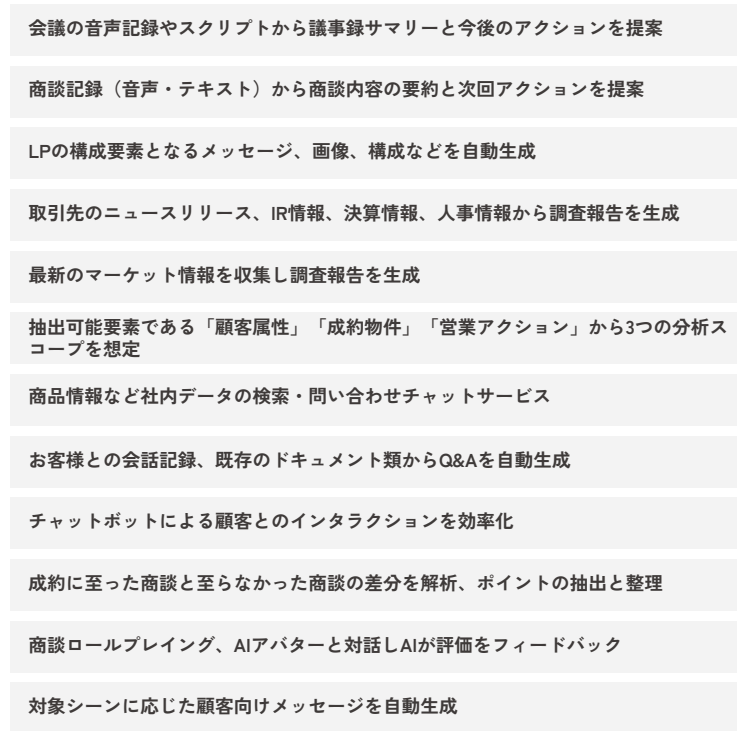 会議の音声記録やスクリプトから議事録サマリーと今後のアクションを提案
商談記録（音声・テキスト）から商談内容の要約と次回アクションを提案
LPの構成要素となるメッセージ、画像、構成などを自動生成
取引先のニュースリリース、IR情報、決算情報、人事情報から調査報告を生成
最新のマーケット情報を収集し調査報告を生成
抽出可能要素である「顧客属性」「成約物件」「営業アクション」から3つの分析ス
コープを想定
商品情報など社内データの検索・問い合わせチャットサービス
お客様との会話記録、既存のドキュメント類からQ&Aを自動生成
チャットボットによる顧客とのインタラクションを効率化
成約に至った商談と至らなかった商談の差分を解析、ポイントの抽出と整理
商談ロールプレイング、AIアバターと対話しAIが評価をフィードバック
対象シーンに応じた顧客向けメッセージを自動生成